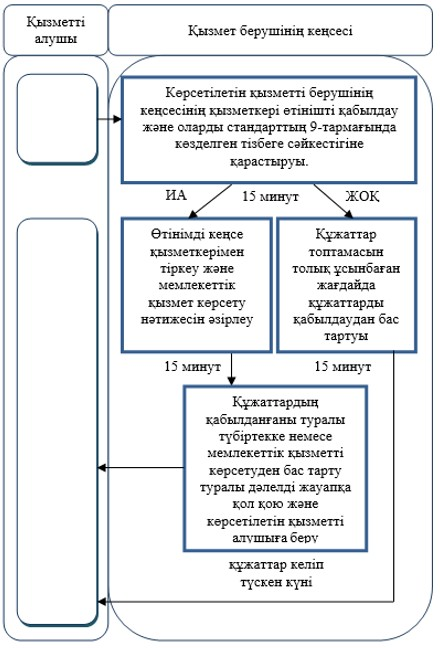 Қызметті
алушы
Қызмет берушінің кеңсесі
Көрсетілетін қызметті берушінің
кеңсесінің қызметкері өтінішті қабылдау
және оларды стандарттың 9-тармағында
көзделген тізбеге сәйкестігіне
қарастыруы.
ИА
15 минут
ЖОҚ
Өтінімді кеңсе
қызметкерімен
тіркеу және
мемлекеттік
қызмет көрсету
нәтижесін әзірлеу
Құжаттар
топтамасын
толық ұсынбаған
жағдайда
құжаттарды
қабылдаудан бас
тартуы
15 минут
15 минут
Құжаттардың
қабылданғаны туралы
түбіртекке немесе
мемлекеттік қызметті
көрсетуден бас тарту
туралы дәлелді жауапқа
қол қою және
көрсетілетін қызметті
алушыға беру
құжаттар келіп
түскен күні